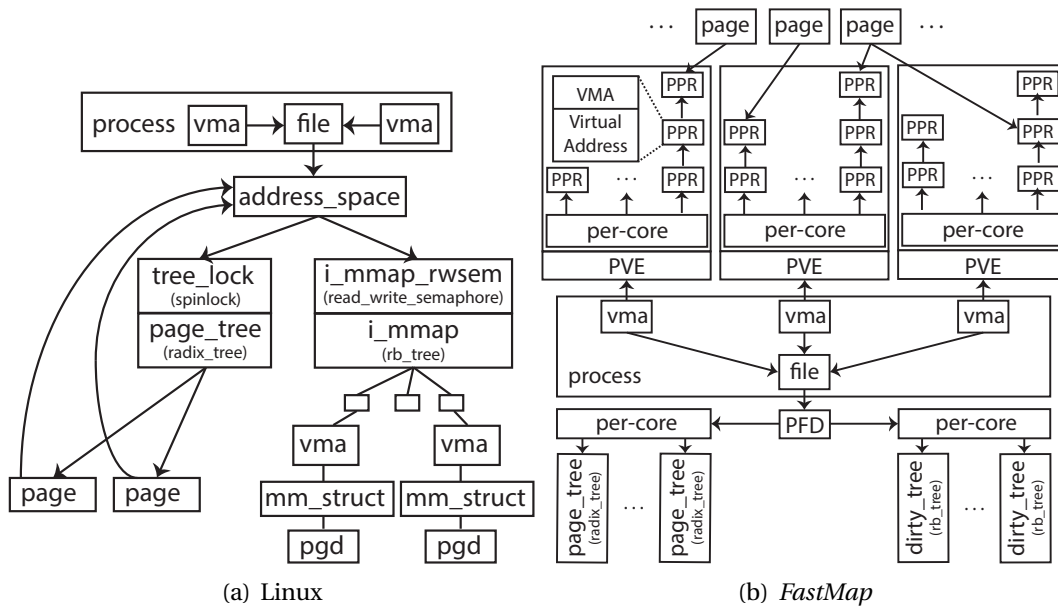 process
vma
file
vma
address_space
tree_lock
(spinlock)
page_tree
(radix_tree)
i_mmap_rwsem
(read_write_semaphore)
i_mmap
(rb_tree)
vma
vma
page
page
mm_struct
mm_struct
pgd
pgd
(a) Linux
... page page page ...
VMA
Virtual
Address
PPR
PPR
PPR
PPR
...
per-core
PVE
PPR
PPR
PPR
PPR
PPR
PPR
...
per-core
PVE
PPR
PPR
PPR
PPR
PPR
...
per-core
PVE
vma
vma
vma
file
process
per-core
PFD
per-core
page_tree
(radix_tree)
...
page_tree
(radix_tree)
dirty_tree
(rb_tree)
...
dirty_tree
(rb_tree)
(b) FastMap